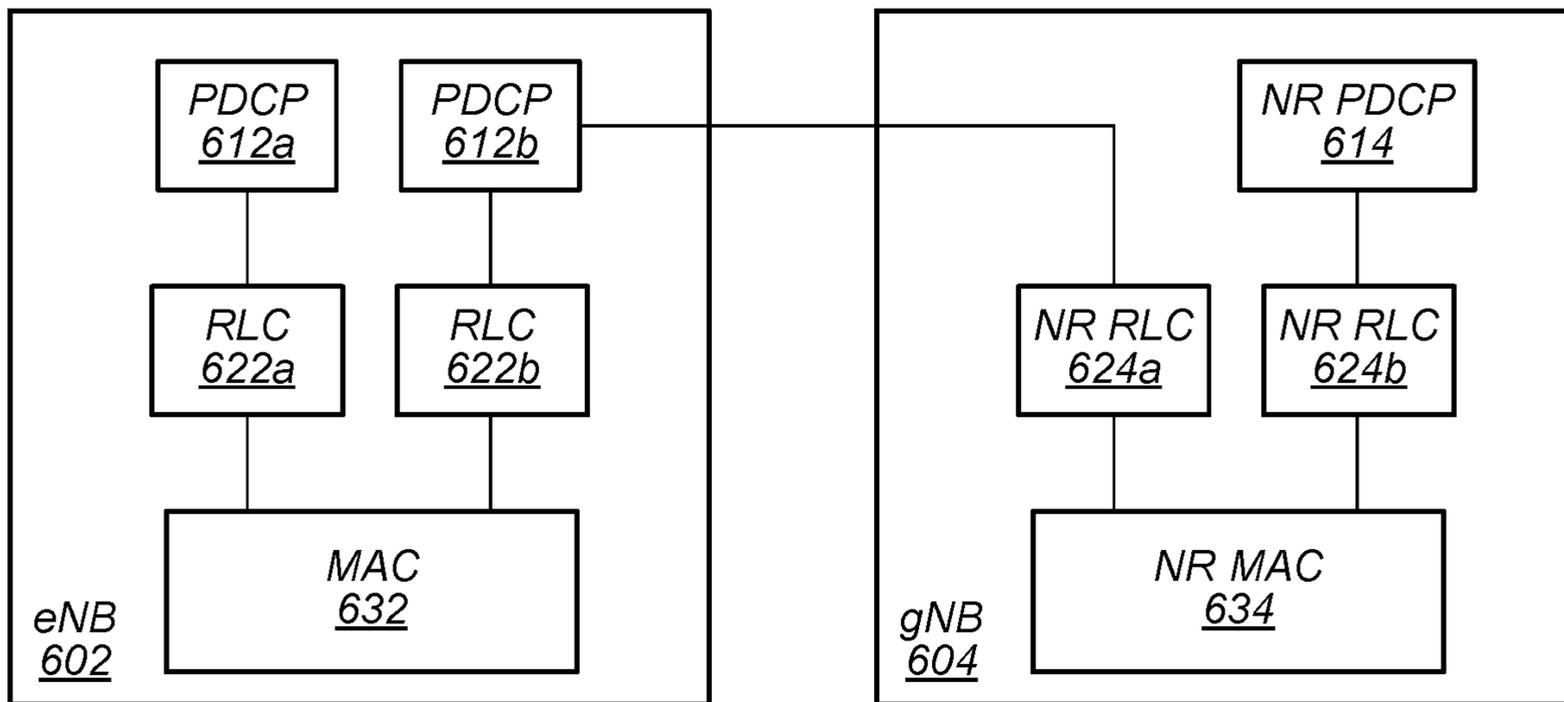 PDCP
612a
PDCP
612b
NR PDCP
614
RLC
622a
RLC
622b
NR RLC
624a
NR RLC
624b
MAC
632
NR MAC
634
eNB
602
gNB
604